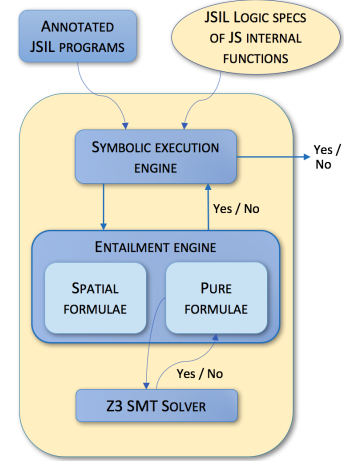 ANNOTATED
JSIL PROGRAMS
JSIL LOGIC SPECS
OF JS INTERNAL
FUNCTIONS
SYMBOLIC EXECUTION
ENGINE
Yes /
No
Yes / No
ENTAILMENT ENGINE
SPATIAL
FORMULAE
PURE
FORMULAE
Yes / No
Z3 SMT SOLVER